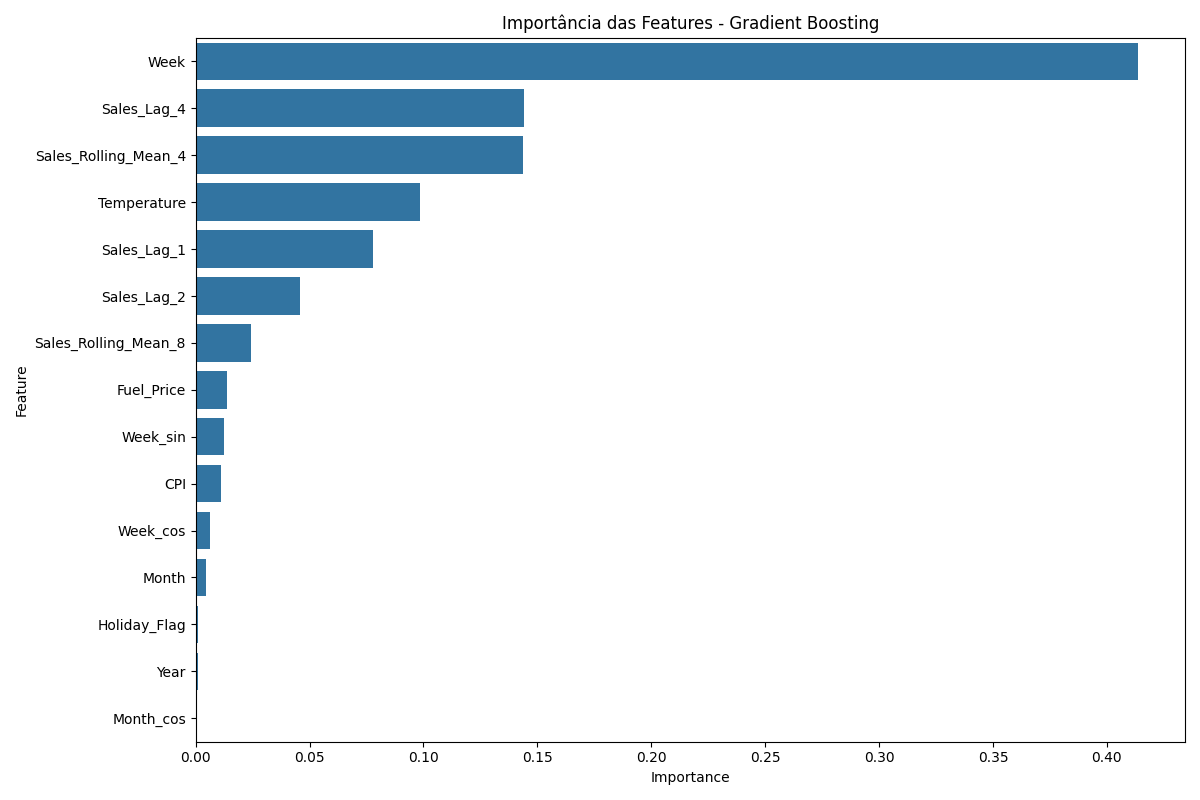 Importância das Features - Gradient Boosting
Week
Sales_Lag_4
Sales_Rolling_Mean_4
Temperature
Sales_Lag_1
Sales_Lag_2
Sales_Rolling_Mean_8
Fuel_Price
Week_sin
CPI
Week_cos
Month
Holiday_Flag
Year
Month_cos
Feature
0.00 0.05 0.10 0.15 0.20 0.25 0.30 0.35 0.40
Importance